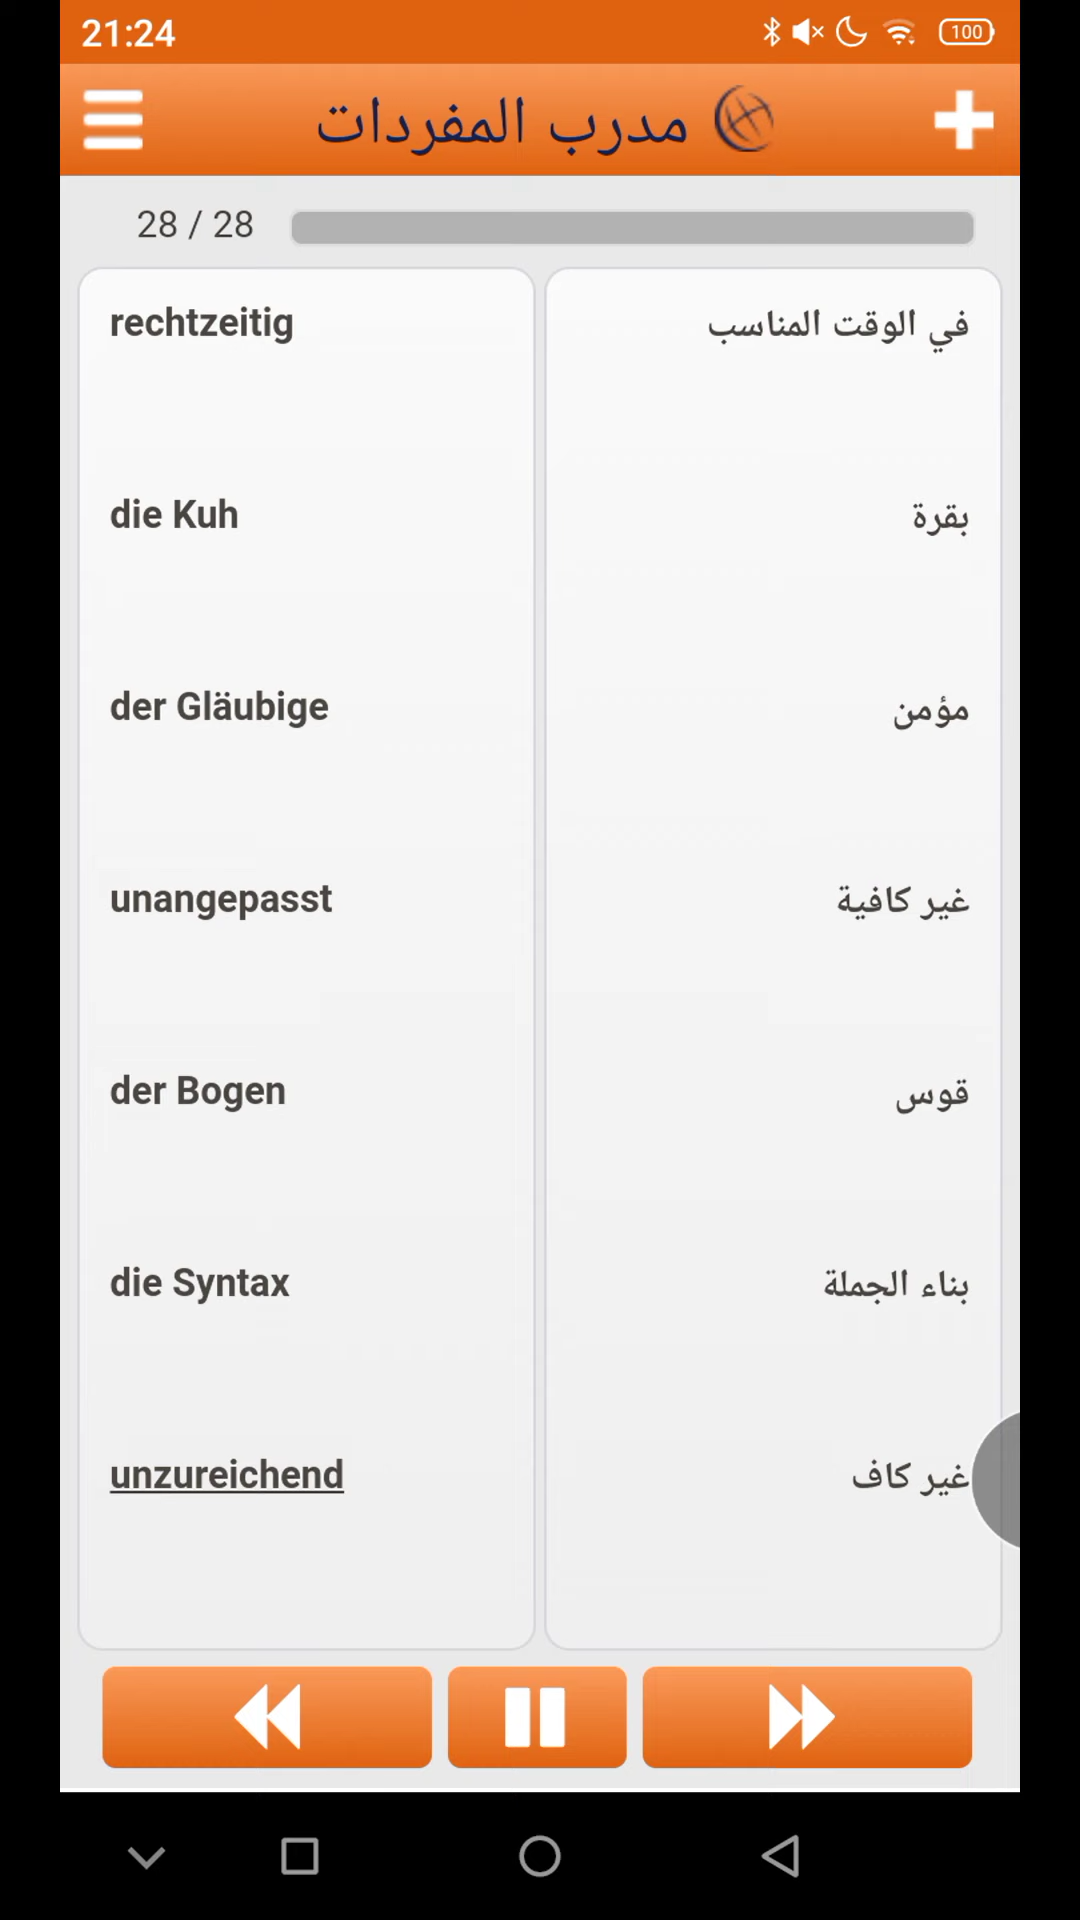 21:24
100
مدرب المفردات
28 / 28
rechtzeitig
في الوقت المناسب
die Kuh
بقرة
der Gläubige
مؤمن
unangepasst
غير كافية
der Bogen
قوس
die Syntax
بناء الجملة
unzureichend
غير كاف